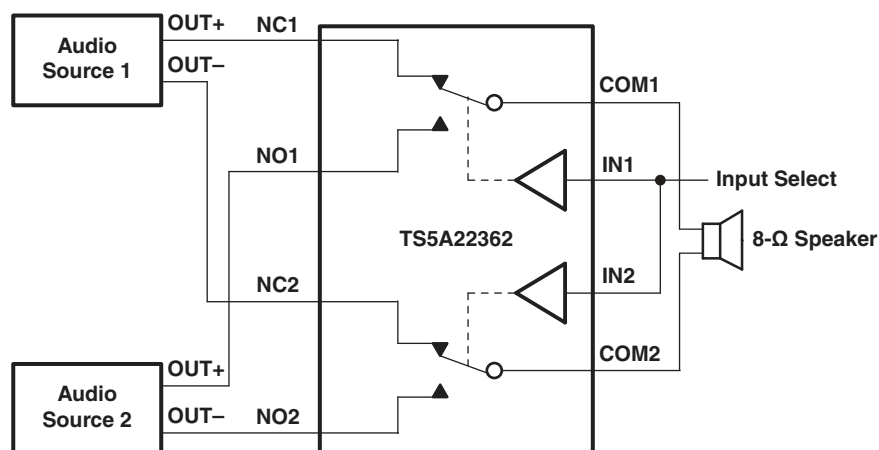 Audio
Source 1
OUT+
OUT–
NC1
COM1
NO1
IN1
Input Select
TS5A22362
8-Ω Speaker
IN2
NC2
COM2
Audio
Source 2
OUT+
OUT–
NO2